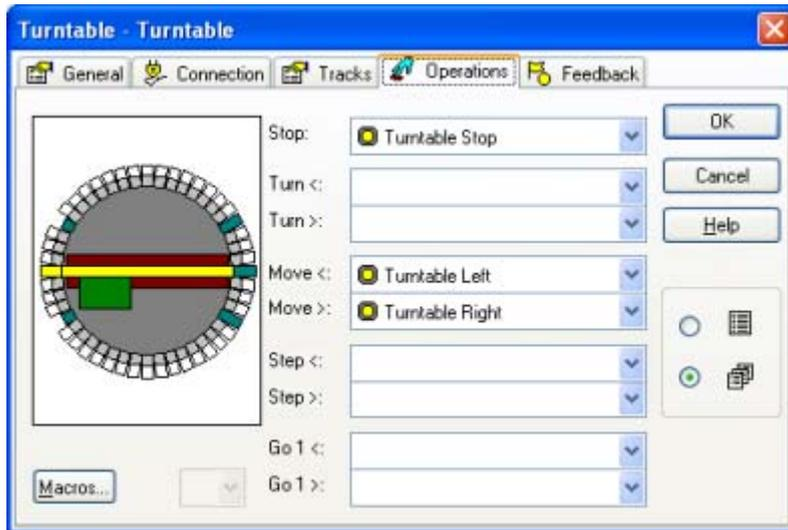 Turntable - Turntable
General Connection Tracks Operations Feedback
Stop: Turntable Stop
Turn <:
Turn >:
Move <: Turntable Left
Move >: Turntable Right
Step <:
Step >:
Go 1 <:
Go 1 >:
Macros...
OK
Cancel
Help